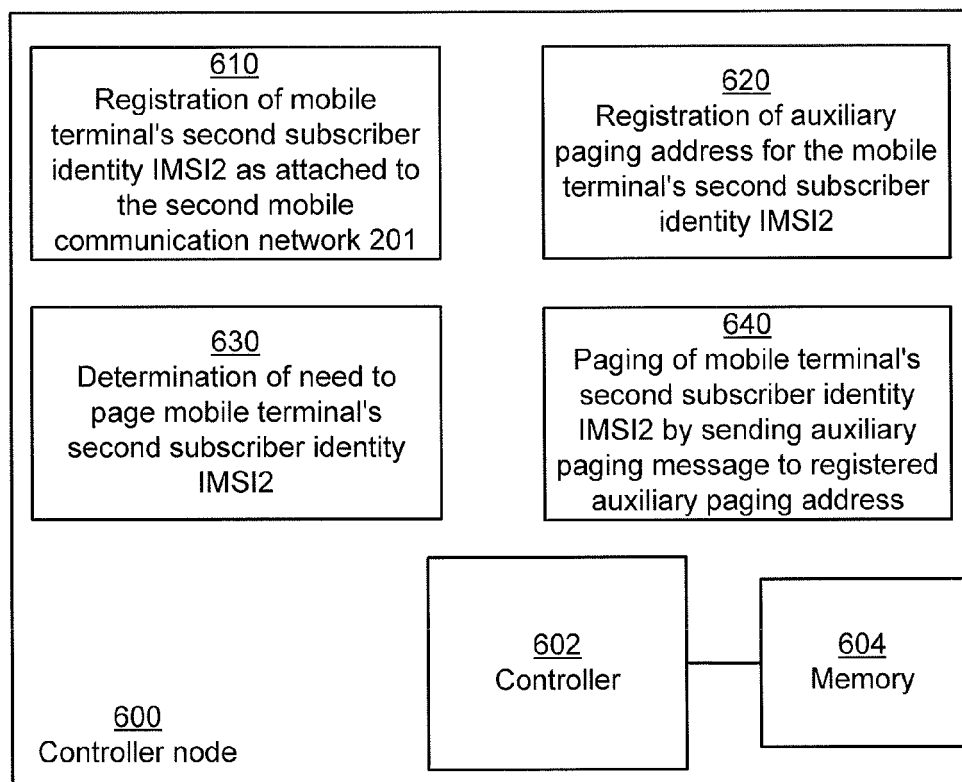 610
Registration of mobile
terminal's second subscriber
identity IMSI2 as attached to
the second mobile
communication network 201
620
Registration of auxiliary
paging address for the mobile
terminal's second subscriber
identity IMSI2
630
Determination of need to
page mobile terminal's
second subscriber identity
IMSI2
640
Paging of mobile terminal's
second subscriber identity
IMSI2 by sending auxiliary
paging message to registered
auxiliary paging address
602
Controller
604
Memory
600
Controller node